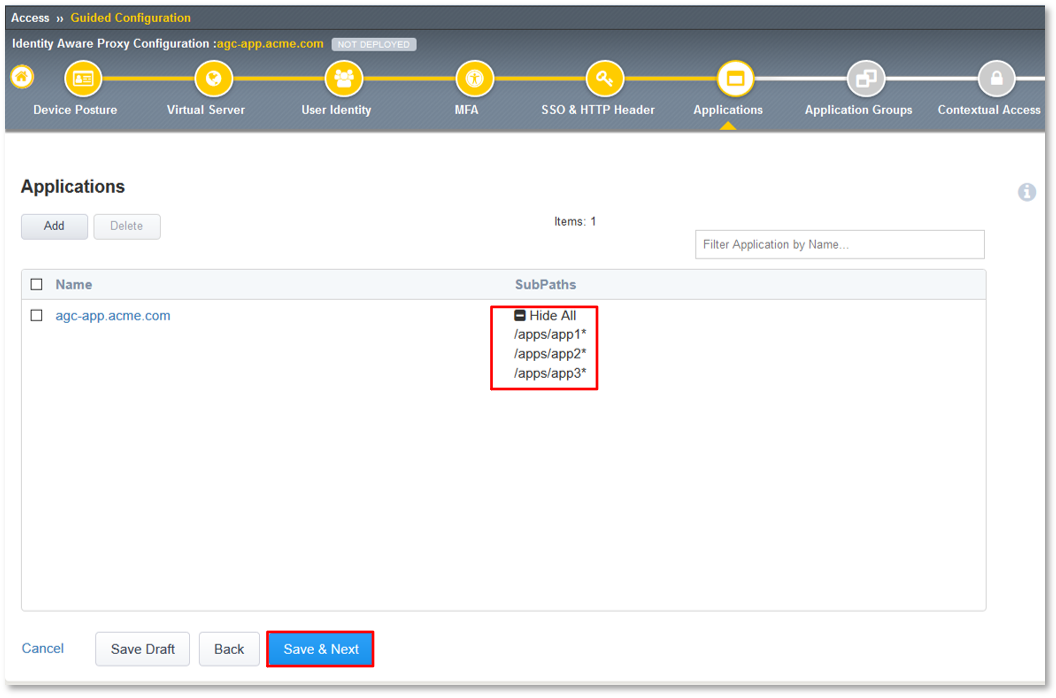 Access ›› Guided Configuration
Identity Aware Proxy Configuration :agc-app.acme.com NOT DEPLOYED
Device Posture Virtual Server User Identity MFA SSO & HTTP Header Applications Application Groups Contextual Access
Applications
Add Delete Items: 1
Filter Application by Name...
Name SubPaths
agc-app.acme.com Hide All
/apps/app1*
/apps/app2*
/apps/app3*
Cancel Save Draft Back Save & Next